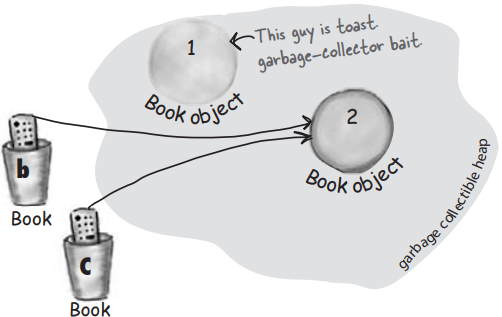 1
This guy is toast.
garbage-collector bait.
Book object
2
Book object
b
Book
c
Book
garbage collectible heap